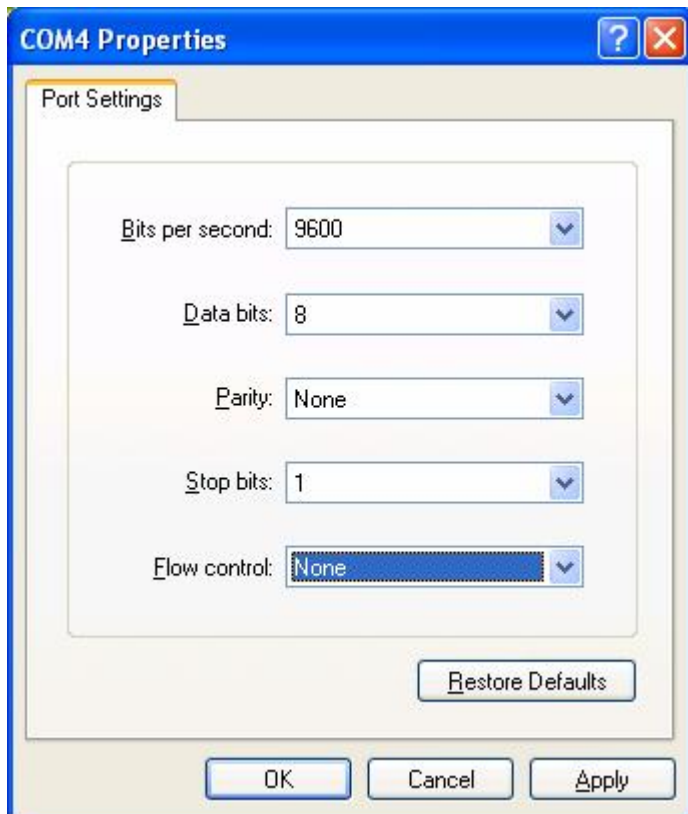 COM4 Properties
Port Settings
Bits per second: 9600
Data bits: 8
Parity: None
Stop bits: 1
Flow control: None
Restore Defaults
OK Cancel Apply